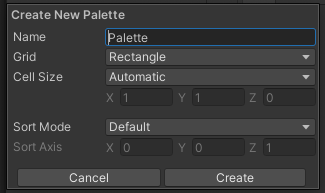 Create New Palette
Name Palette
Grid Rectangle
Cell Size Automatic
X 1 Y 1 Z 0
Sort Mode Default
Sort Axis X 0 Y 0 Z 1
Cancel Create